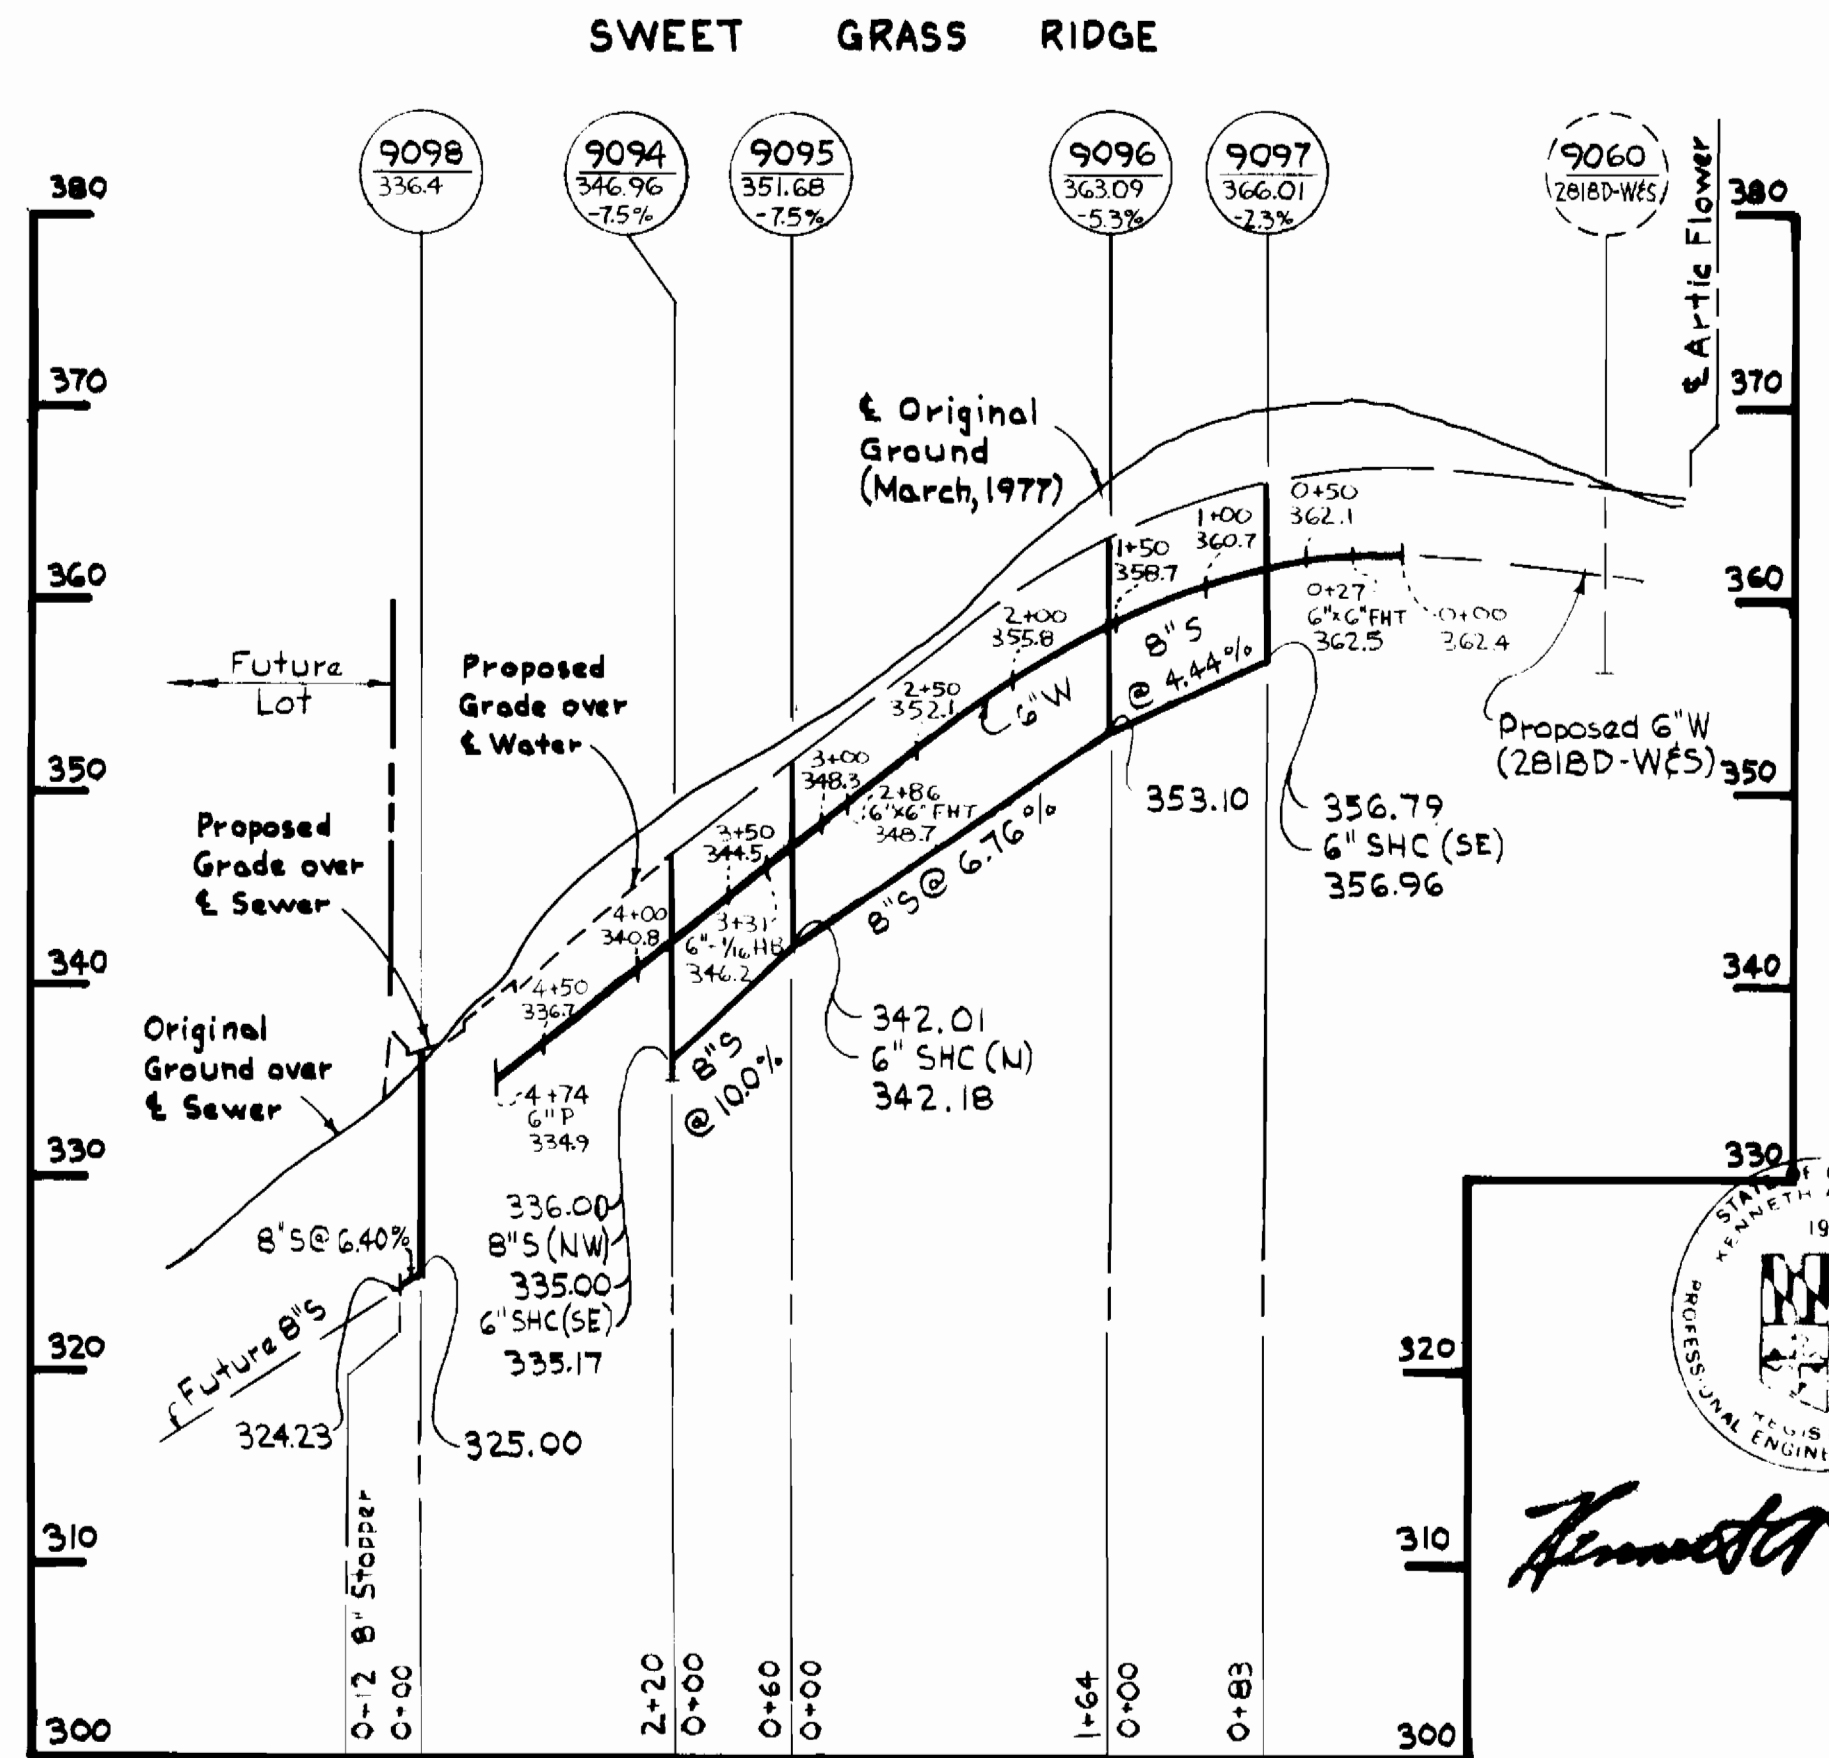 SWEET GRASS RIDGE
9098
336.4
9094
346.96
-7.5%
9095
351.68
-7.5%
9096
363.09
-5.3%
9097
366.01
-2.3%
9060
2818D-W&S
℄ Artic Flower
380
370
360
350
340
330
320
310
300
380
370
360
350
340
330
320
310
300
℄ Original
Ground
(March, 1977)
Future
Lot
Proposed
Grade over
℄ Water
Proposed
Grade over
℄ Sewer
Original
Ground over
℄ Sewer
0+50
362.1
1+00
360.7
1+50
358.7
0+27
6"x6" FHT
362.5
0+00
362.4
2+00
355.8
8"S
@ 4.44%
2+50
352.1
6"W
Proposed 6"W
(2818D-W&S)
3+00
348.3
2+86
6"x6" FHT
348.7
353.10
356.79
6" SHC (SE)
356.96
3+50
344.5
8"S @ 6.76%
4+00
340.8
3+31
6"-1/16 HB
346.2
4+50
336.7
342.01
6" SHC (N)
342.18
8"S
@ 10.0%
4+74
6"P
334.9
336.00
8"S (NW)
335.00
6" SHC (SE)
335.17
8"S @ 6.40%
Future 8"S
324.23
325.00
0+12 8" Stopper
0+00
2+20
0+00
0+60
0+00
1+64
0+00
0+83
STATE OF
KENNETH A
19
PROFESSIONAL ENGINE
REGIS
Kenneth A